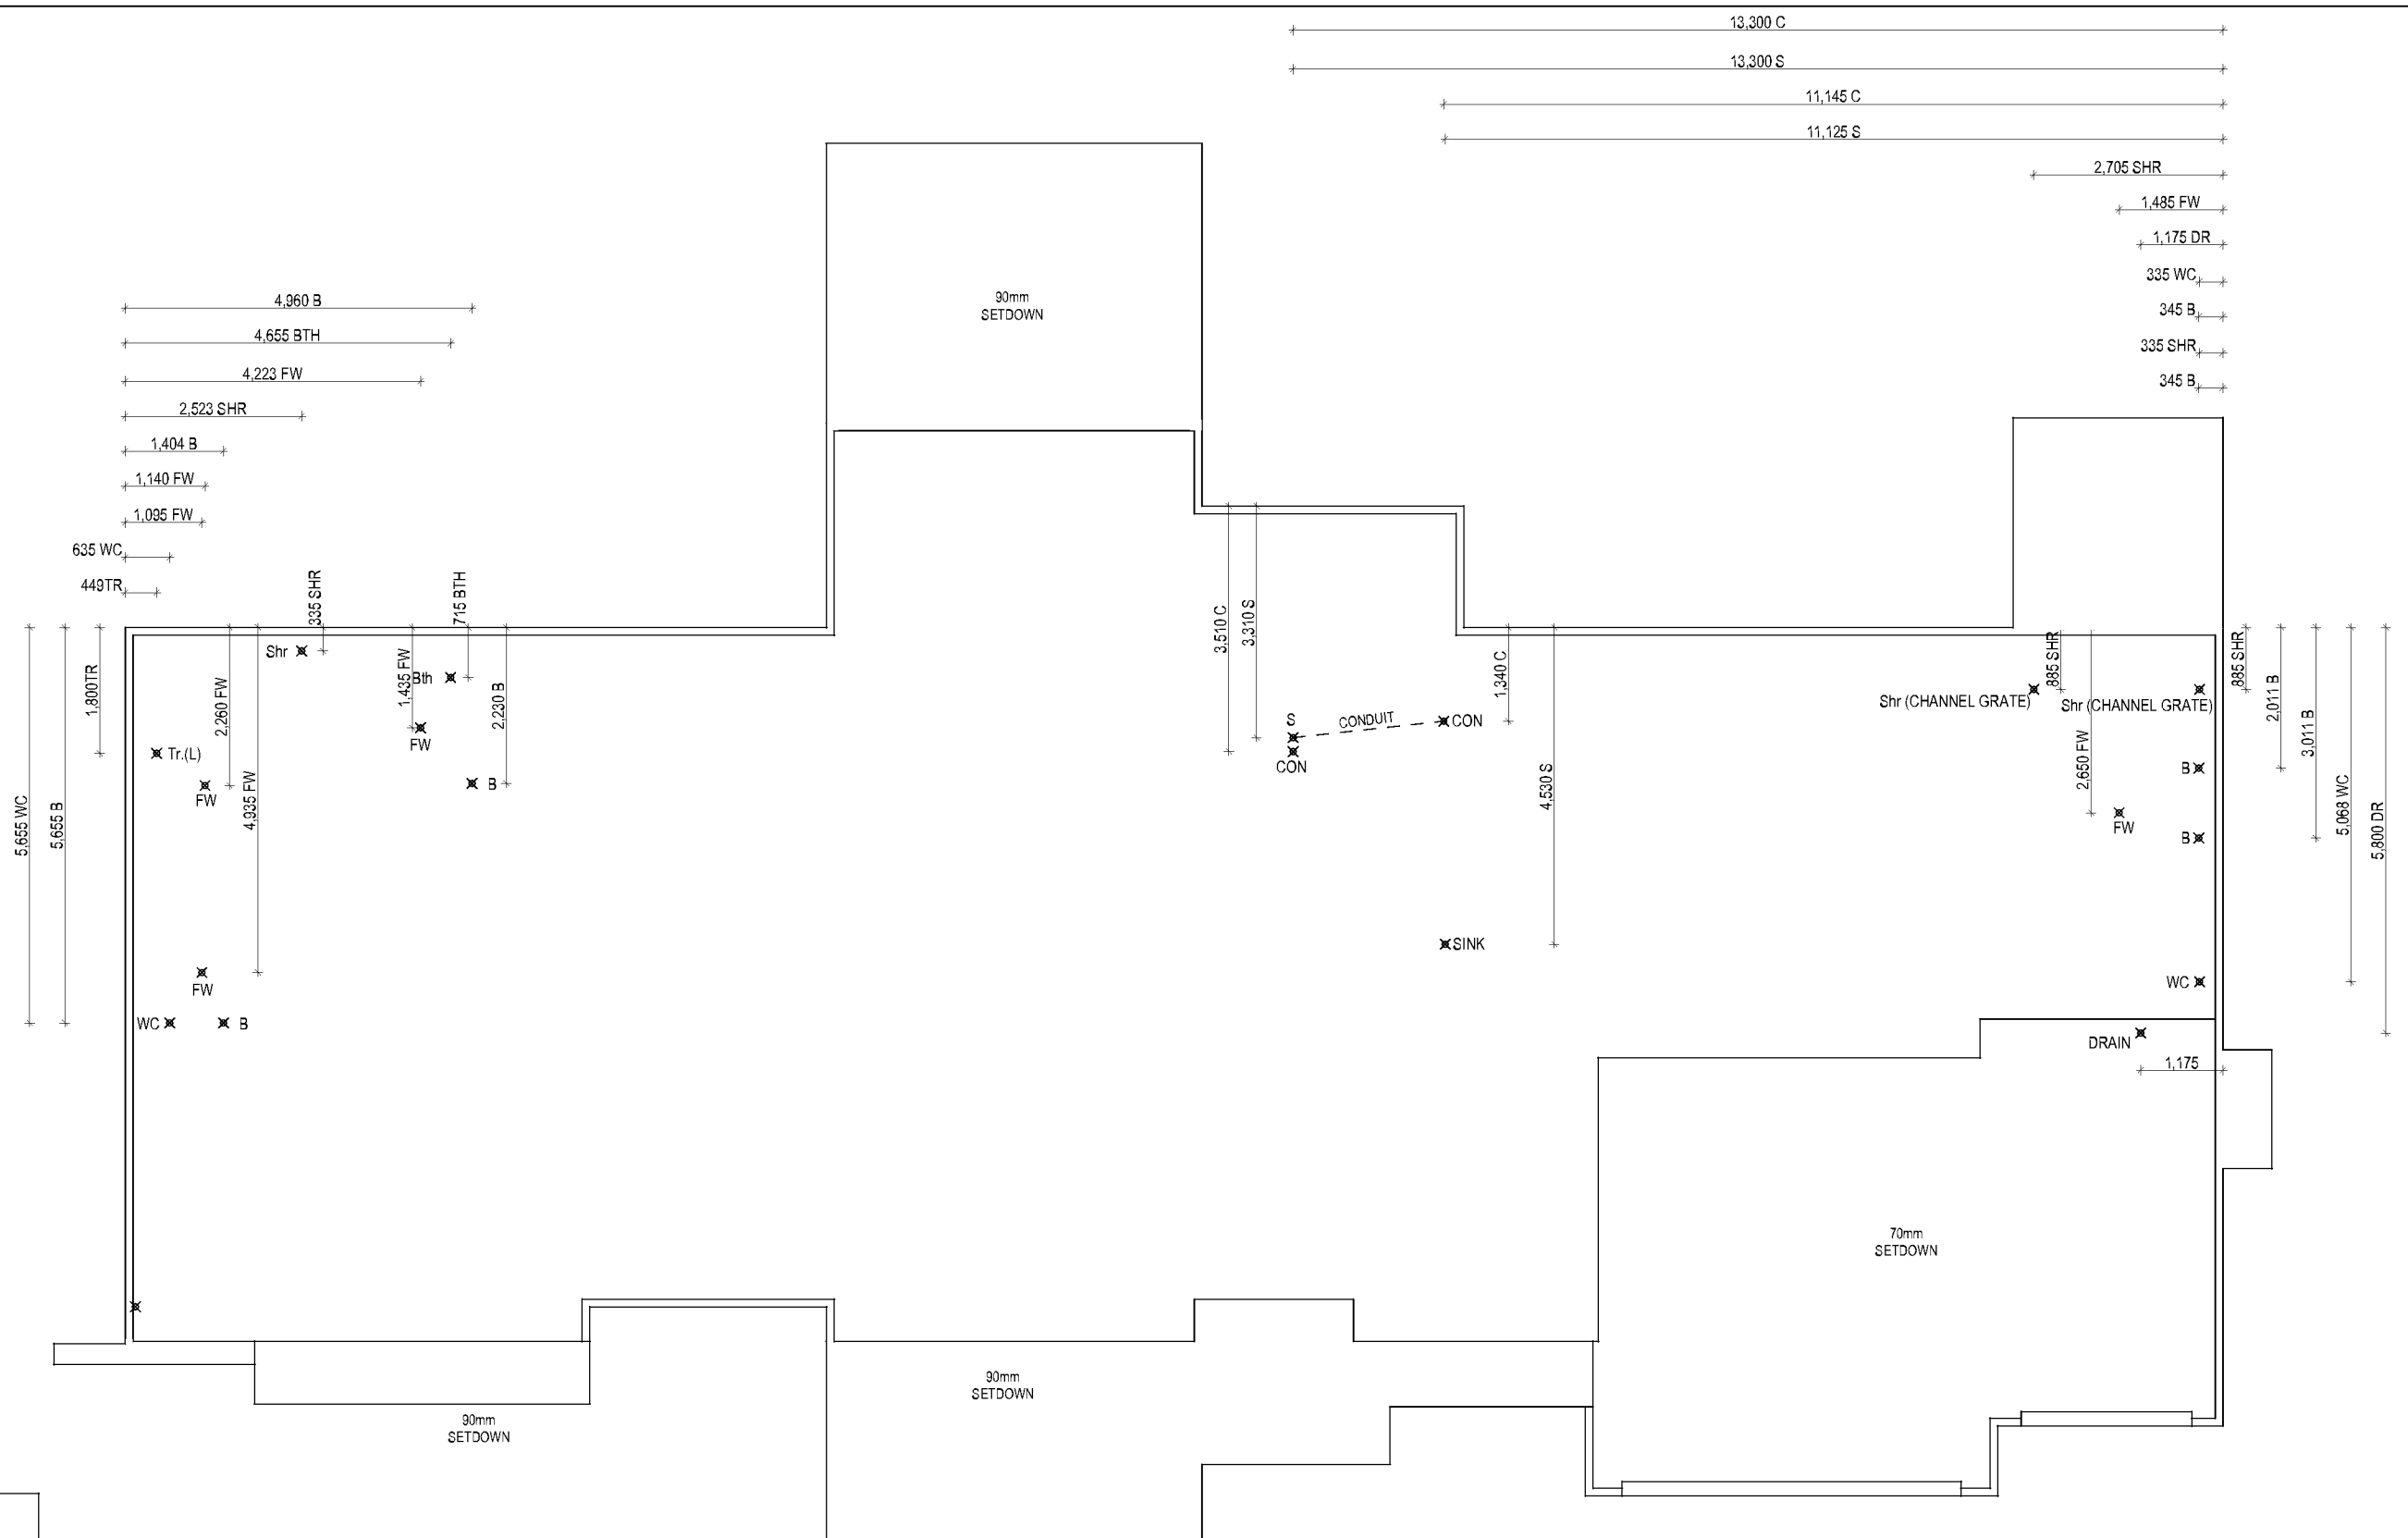 13,300 C
13,300 S
11,145 C
11,125 S
2,705 SHR
1,485 FW
1,175 DR
335 WC
345 B
335 SHR
345 B
4,960 B
4,655 BTH
4,223 FW
2,523 SHR
1,404 B
1,140 FW
1,095 FW
635 WC
449TR
90mm
SETDOWN
5,655 WC
5,655 B
1,800TR
2,260 FW
4,935 FW
335 SHR
1,435 FW
715 BTH
2,230 B
Shr
Bth
FW
Tr.(L)
FW
B
FW
WC
B
3,510 C
3,310 S
1,340 C
4,530 S
S
CONDUIT
CON
CON
SINK
885 SHR
885 SHR
Shr (CHANNEL GRATE)
Shr (CHANNEL GRATE)
2,650 FW
2,011 B
3,011 B
5,068 WC
5,800 DR
B
FW
B
WC
DRAIN
1,175
70mm
SETDOWN
90mm
SETDOWN
90mm
SETDOWN